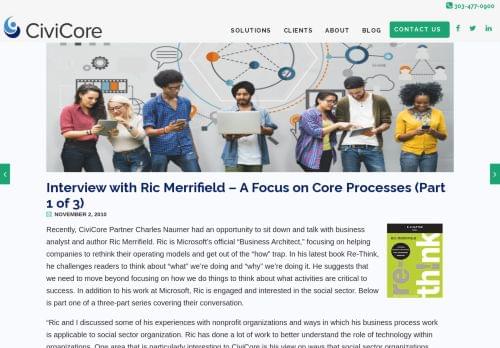 303-477-0900
CiviCore
SOLUTIONS CLIENTS ABOUT BLOG CONTACT US
Interview with Ric Merrifield – A Focus on Core Processes (Part
1 of 3)
NOVEMBER 2, 2010
Recently, CiviCore Partner Charles Naumer had an opportunity to sit down and talk with business
analyst and author Ric Merrifield. Ric is Microsoft's official "Business Architect," focusing on helping
companies to rethink their operating models and get out of the "how" trap. In his latest book Re-Think,
he challenges readers to think about "what" we're doing and "why" we're doing it. He suggests that
we need to move beyond focusing on how we do things to think about what activities are critical to
success. In addition to his work at Microsoft, Ric is engaged and interested in the social sector. Below
is part one of a three-part series covering their conversation.
re-
think
"Ric and I discussed some of his experiences with nonprofit organizations and ways in which his business process work
is applicable to social sector organization. Ric has done a lot of work to better understand the role of technology within
organizations. One area that is particularly interesting to CiviCore is his view on ways that social sector organizations